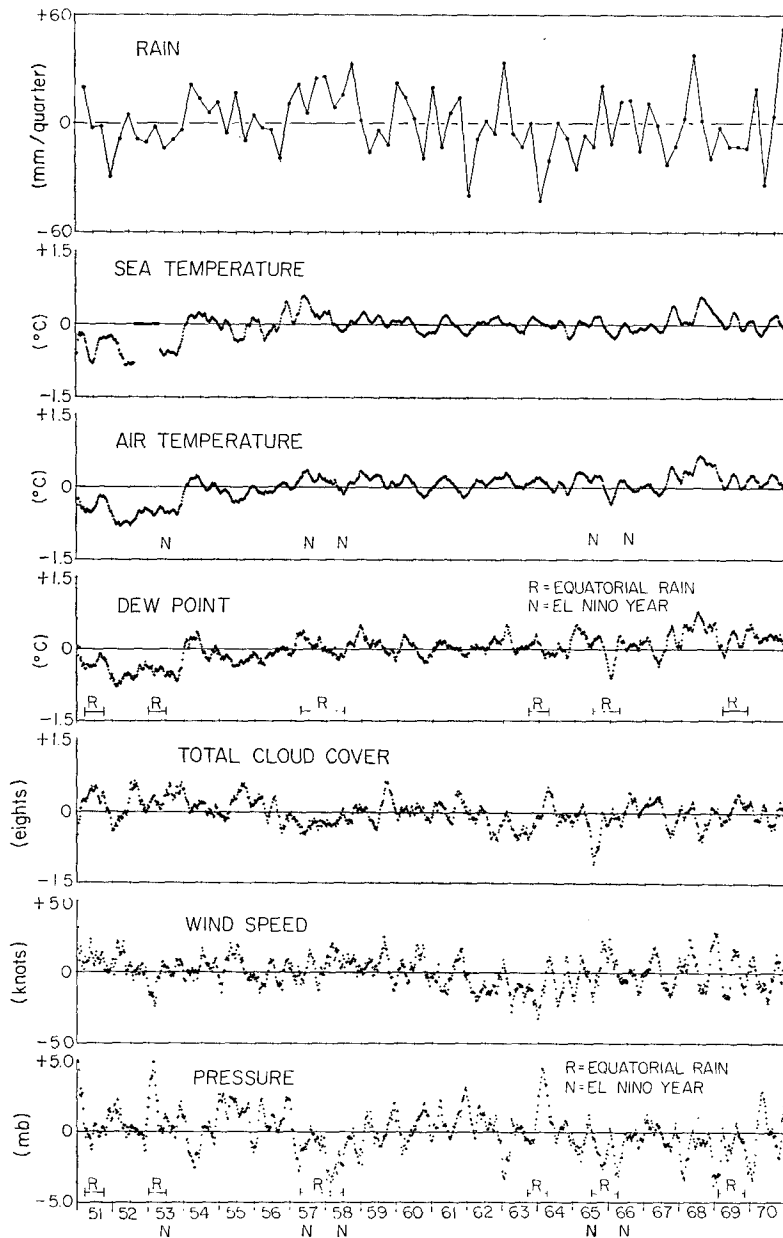 +60
RAIN
(mm/quarter)
0
-60
+1.5
SEA TEMPERATURE
(°C)
0
-1.5
+1.5
AIR TEMPERATURE
(°C)
0
-1.5
N N N N N
+1.5
DEW POINT
R = EQUATORIAL RAIN
N = EL NINO YEAR
(°C)
0
R R R R R R
-1.5
+1.5
TOTAL CLOUD COVER
(eights)
0
-1.5
+5.0
WIND SPEED
(knots)
0
-5.0
+5.0
PRESSURE
R = EQUATORIAL RAIN
N = EL NINO YEAR
(mb)
0
R R R R R R
-5.0
51 52 53 54 55 56 57 58 59 60 61 62 63 64 65 66 67 68 69 70
N N N N N